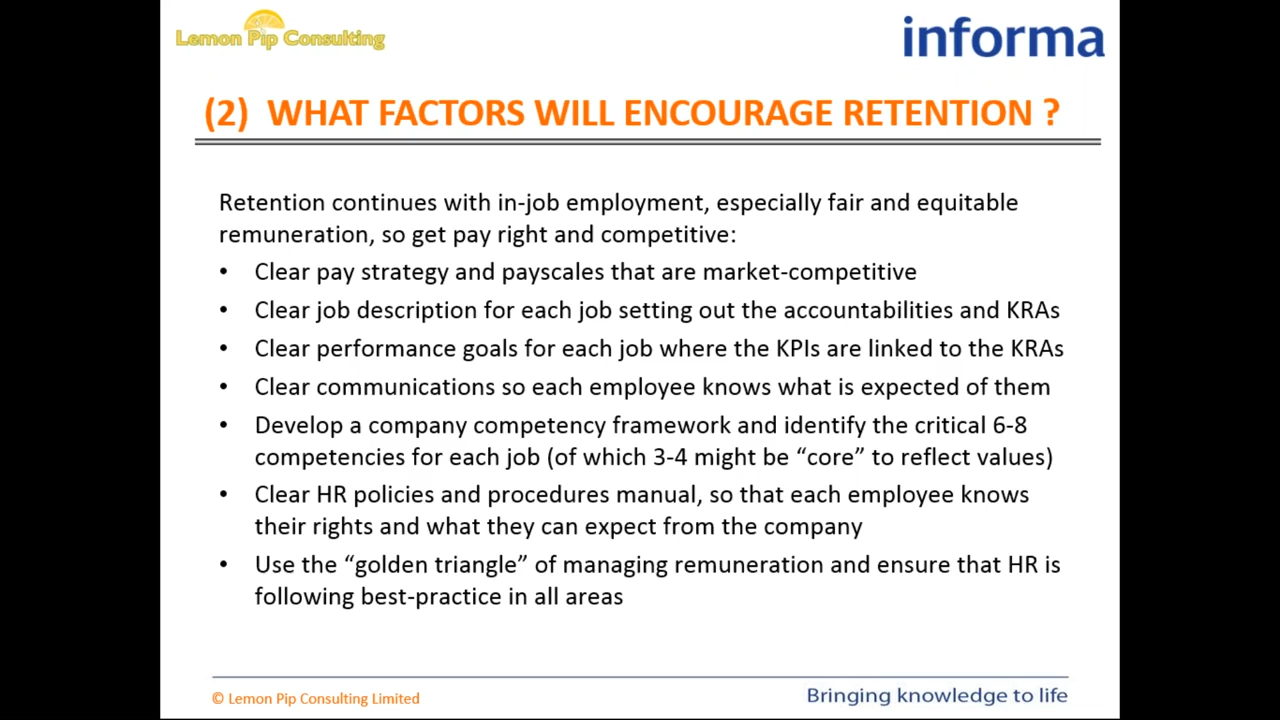 Lemon Pip Consulting
informa
(2) WHAT FACTORS WILL ENCOURAGE RETENTION ?
Retention continues with in-job employment, especially fair and equitable
remuneration, so get pay right and competitive:
• Clear pay strategy and payscales that are market-competitive
• Clear job description for each job setting out the accountabilities and KRAs
• Clear performance goals for each job where the KPIs are linked to the KRAs
• Clear communications so each employee knows what is expected of them
• Develop a company competency framework and identify the critical 6-8
competencies for each job (of which 3-4 might be “core” to reflect values)
• Clear HR policies and procedures manual, so that each employee knows
their rights and what they can expect from the company
• Use the “golden triangle” of managing remuneration and ensure that HR is
following best-practice in all areas
© Lemon Pip Consulting Limited
Bringing knowledge to life